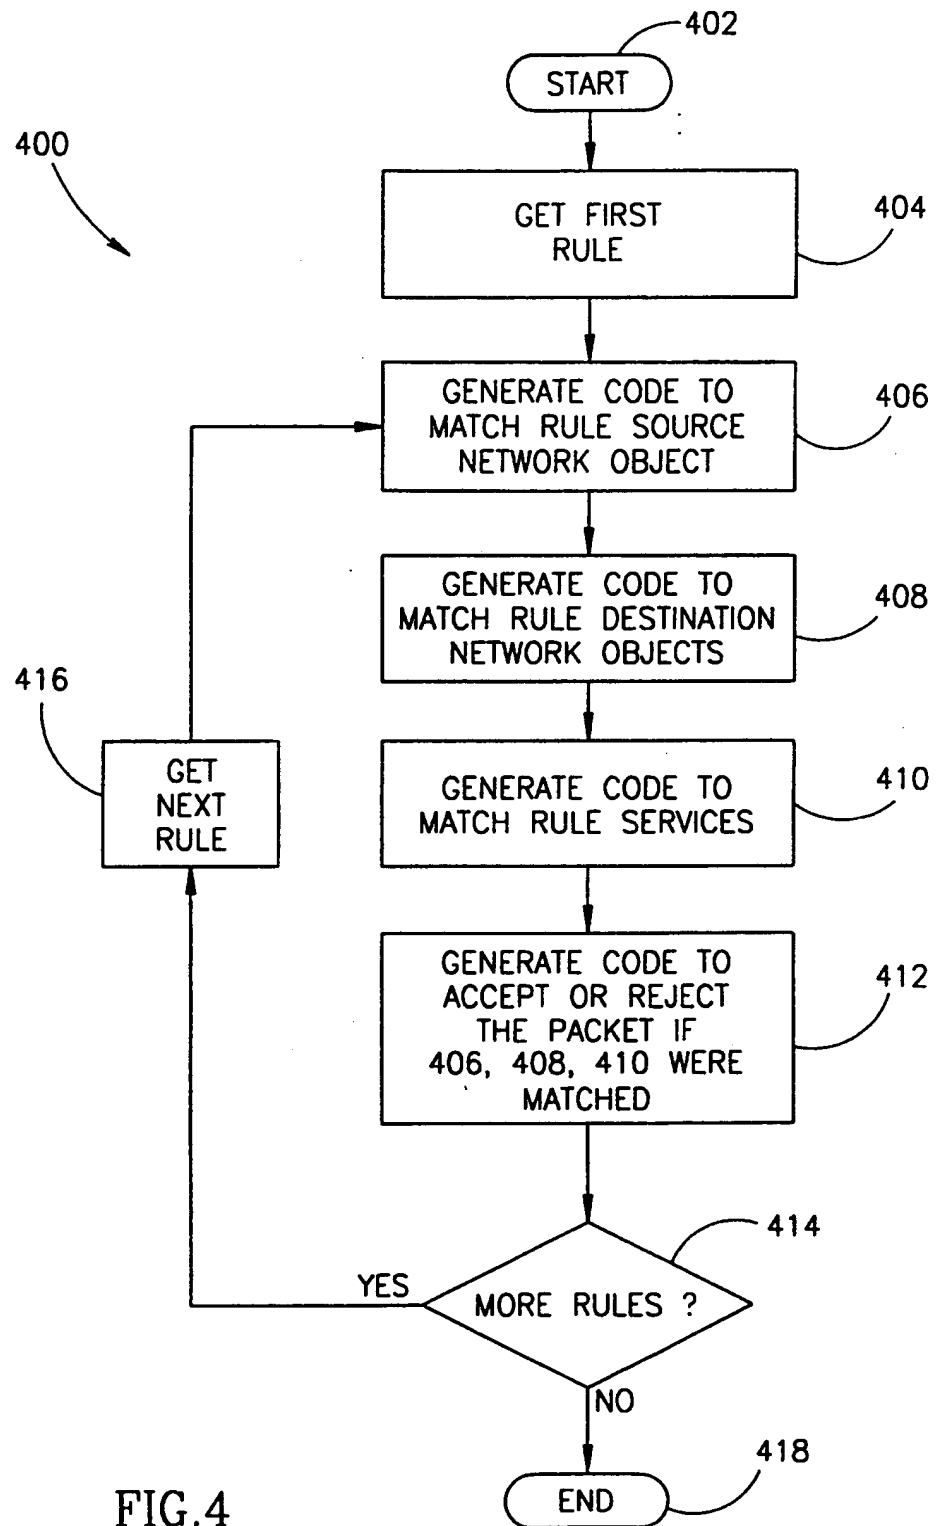 402
START
400
GET FIRST
RULE
404
GENERATE CODE TO
MATCH RULE SOURCE
NETWORK OBJECT
406
GENERATE CODE TO
MATCH RULE DESTINATION
NETWORK OBJECTS
408
416
GET
NEXT
RULE
GENERATE CODE TO
MATCH RULE SERVICES
410
GENERATE CODE TO
ACCEPT OR REJECT
THE PACKET IF
406, 408, 410 WERE
MATCHED
412
414
YES
MORE RULES ?
NO
418
END
FIG.4